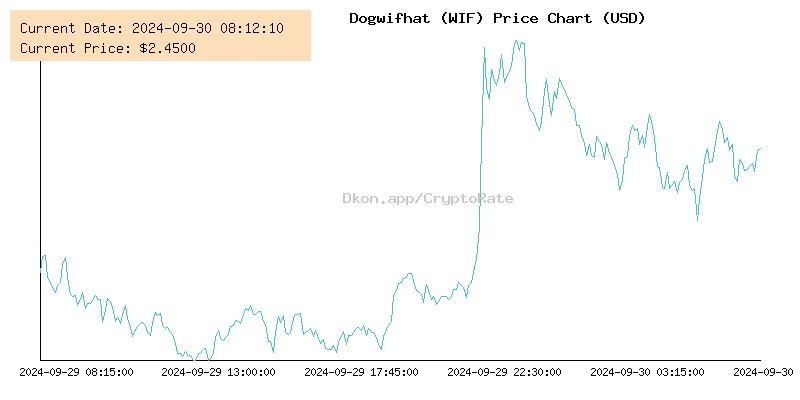 Dogwifhat (WIF) Price Chart (USD)
Current Date: 2024-09-30 08:12:10
Current Price: $2.4500
Dkon.app/CryptoRate
2024-09-29 08:15:00 2024-09-29 13:00:00 2024-09-29 17:45:00 2024-09-29 22:30:00 2024-09-30 03:15:00 2024-09-30